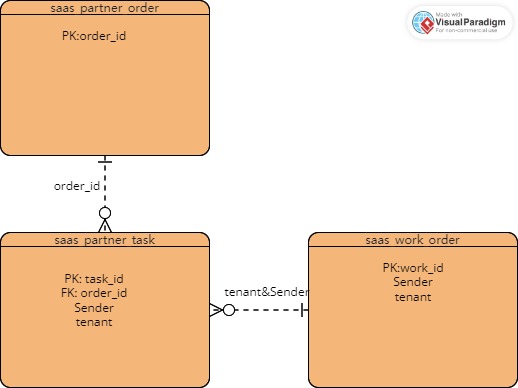 saas_partner_order
PK:order_id
Made with
Visual Paradigm
For non-commercial use
order_id
saas_partner_task
PK: task_id
FK: order_id
Sender
tenant
tenant&Sender
saas_work_order
PK:work_id
Sender
tenant